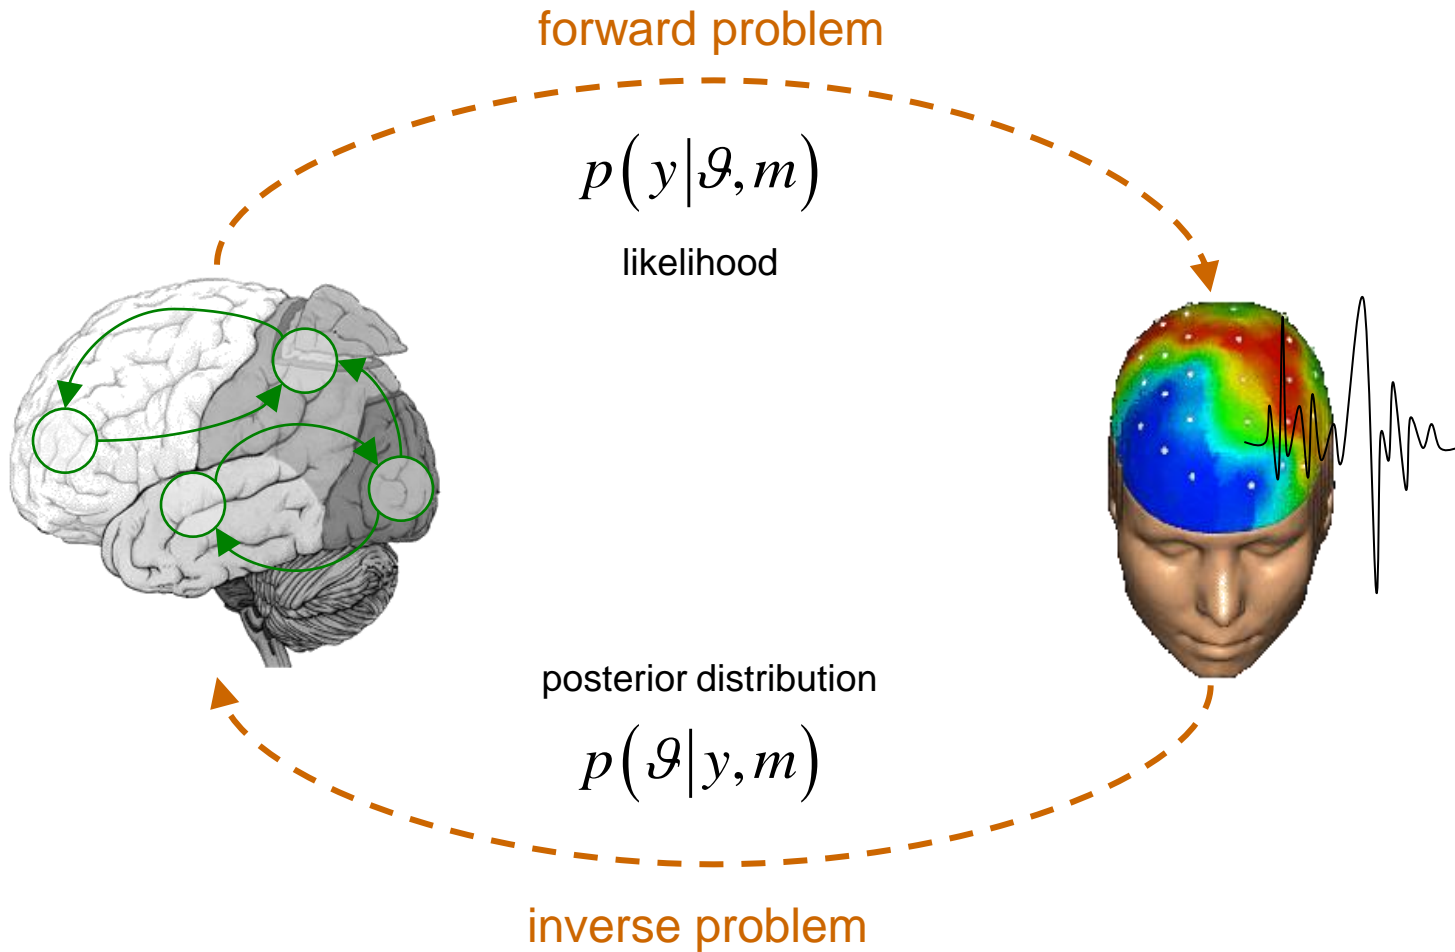 forward problem
p(y|ϑ,m)
likelihood
posterior distribution
p(ϑ|y,m)
inverse problem